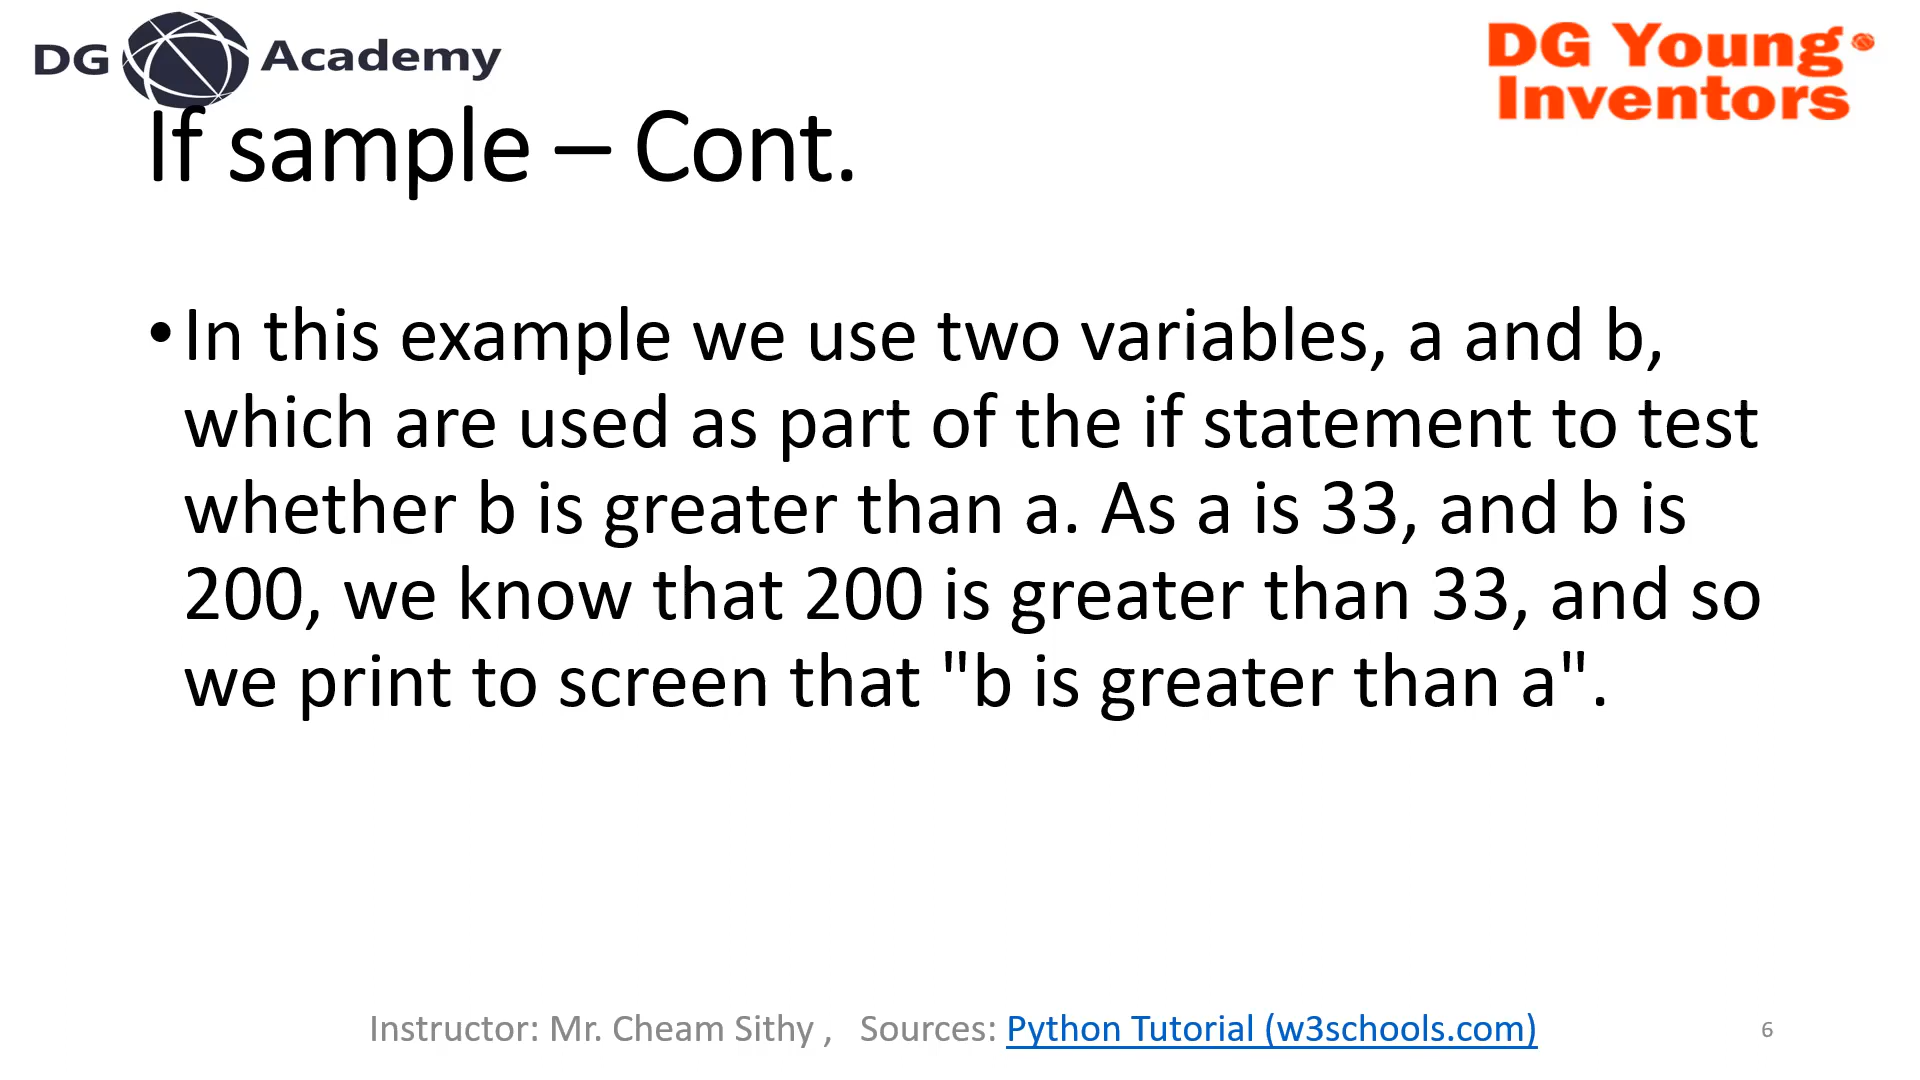 DG Academy
DG Young
Inventors
If sample – Cont.
•In this example we use two variables, a and b,
which are used as part of the if statement to test
whether b is greater than a. As a is 33, and b is
200, we know that 200 is greater than 33, and so
we print to screen that "b is greater than a".
Instructor: Mr. Cheam Sithy ,   Sources: Python Tutorial (w3schools.com)
6